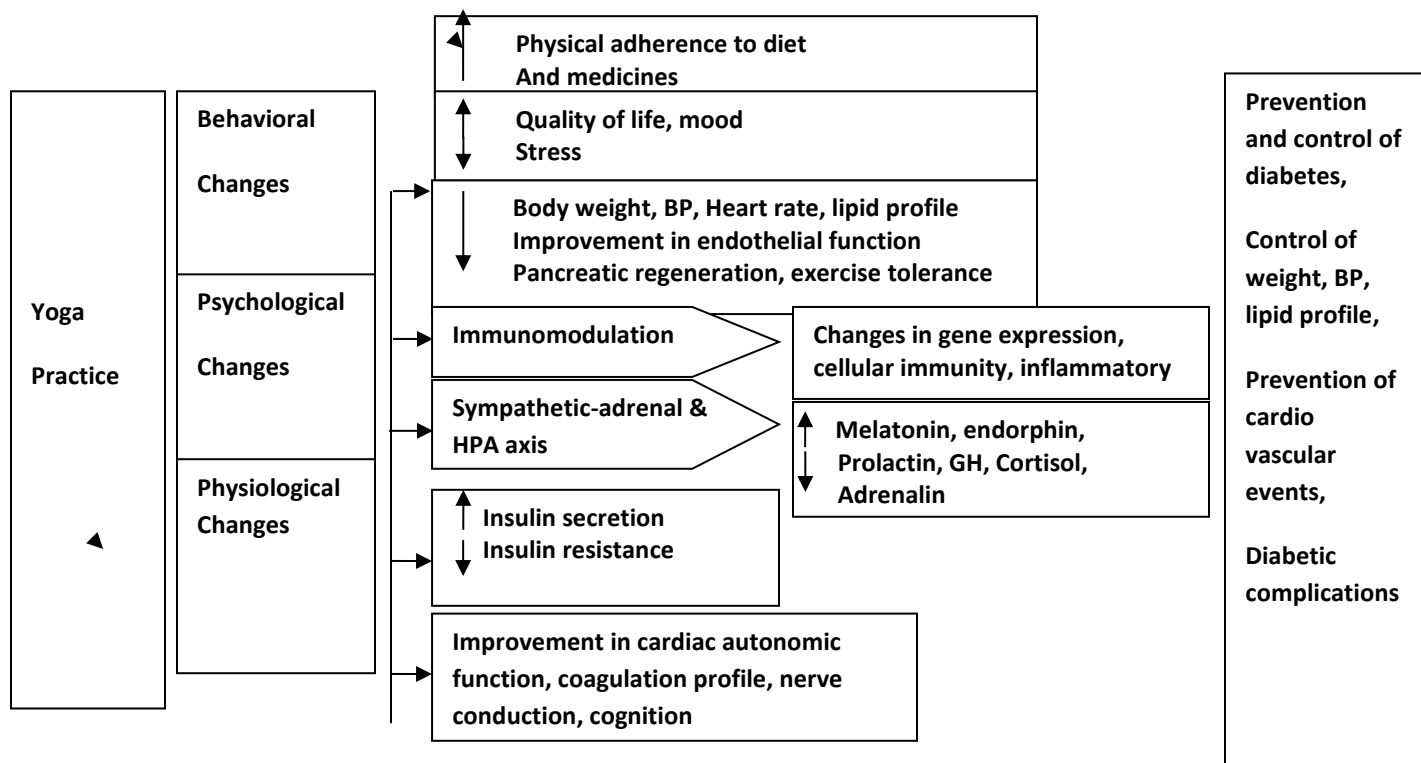 Yoga
Practice
Behavioral
Changes
Psychological
Changes
Physiological
Changes
Physical adherence to diet
And medicines
Quality of life, mood
Stress
Body weight, BP, Heart rate, lipid profile
Improvement in endothelial function
Pancreatic regeneration, exercise tolerance
Immunomodulation
Changes in gene expression,
cellular immunity, inflammatory
Sympathetic-adrenal &
HPA axis
Melatonin, endorphin,
Prolactin, GH, Cortisol,
Adrenalin
Insulin secretion
Insulin resistance
Improvement in cardiac autonomic
function, coagulation profile, nerve
conduction, cognition
Prevention
and control of
diabetes,
Control of
weight, BP,
lipid profile,
Prevention of
cardio
vascular
events,
Diabetic
complications